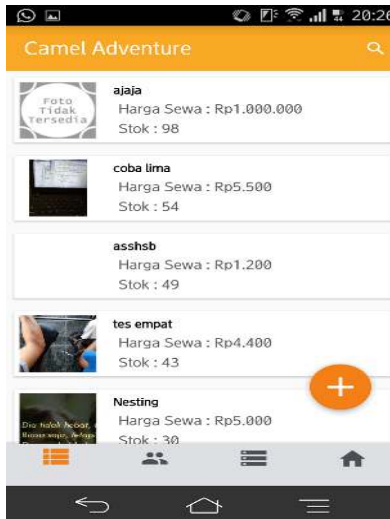 20:26
Camel Adventure
Foto
Tidak
Tersedia
ajaja
Harga Sewa : Rp1.000.000
Stok : 98
coba lima
Harga Sewa : Rp5.500
Stok : 54
asshsb
Harga Sewa : Rp1.200
Stok : 49
tes empat
Harga Sewa : Rp4.400
Stok : 43
Nesting
Harga Sewa : Rp5.000
Stok : 30